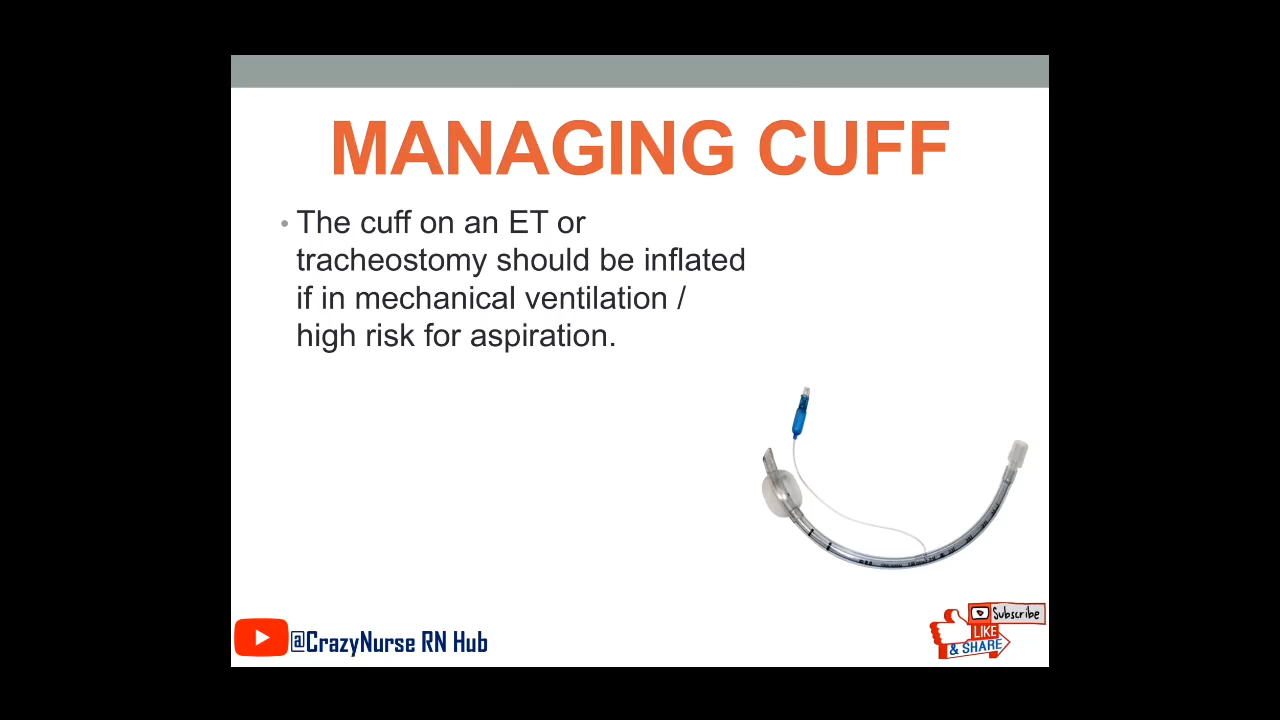 MANAGING CUFF
• The cuff on an ET or
tracheostomy should be inflated
if in mechanical ventilation /
high risk for aspiration.
@CrazyNurse RN Hub
Subscribe
LIKE
& SHARE